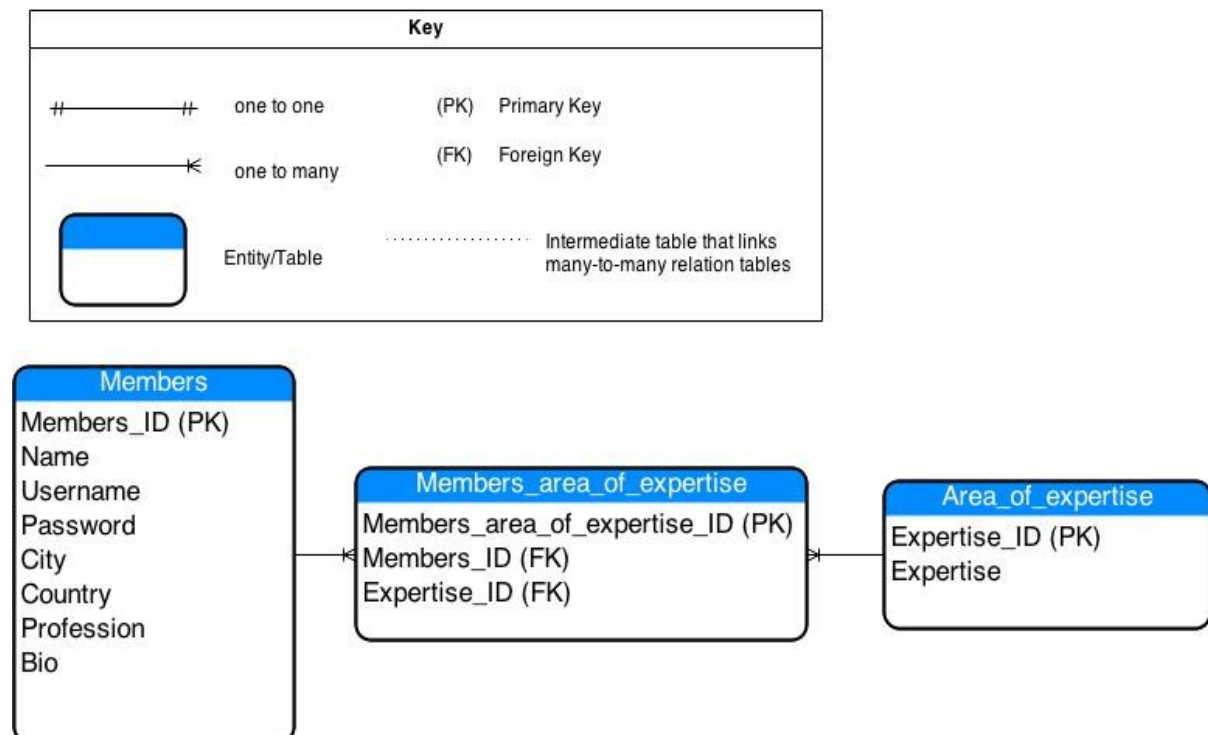 Key
one to one
(PK) Primary Key
one to many
(FK) Foreign Key
Entity/Table
Intermediate table that links
many-to-many relation tables
Members
Members_ID (PK)
Name
Username
Password
City
Country
Profession
Bio
Members_area_of_expertise
Members_area_of_expertise_ID (PK)
Members_ID (FK)
Expertise_ID (FK)
Area_of_expertise
Expertise_ID (PK)
Expertise